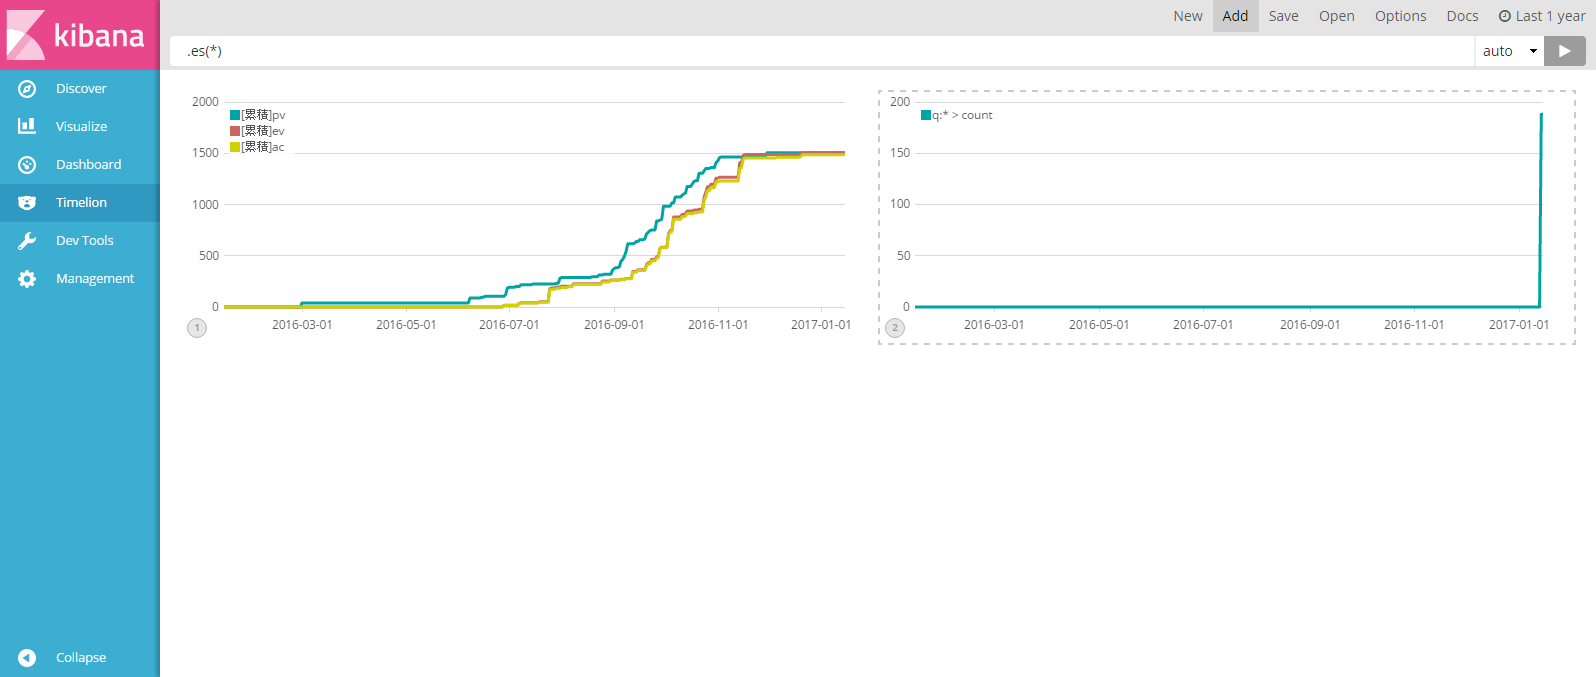 kibana
Discover
Visualize
Dashboard
Timelion
Dev Tools
Management
Collapse
New Add Save Open Options Docs Last 1 year
.es(*) auto
2000
1500
1000
500
0
[累積]pv
[累積]ev
[累積]ac
2016-03-01 2016-05-01 2016-07-01 2016-09-01 2016-11-01 2017-01-01
1
200
150
100
50
0
q:* > count
2016-03-01 2016-05-01 2016-07-01 2016-09-01 2016-11-01 2017-01-01
2